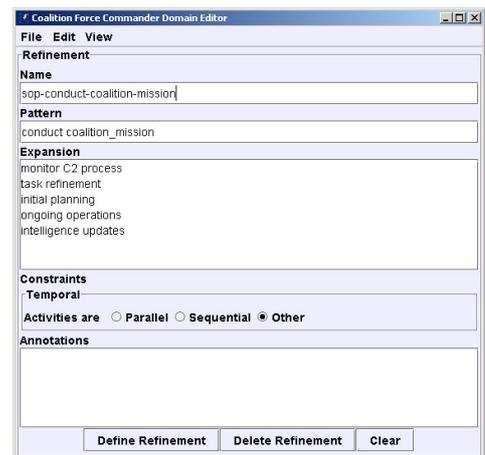 Coalition Force Commander Domain Editor
File Edit View
Refinement
Name
sop-conduct-coalition-mission
Pattern
conduct coalition_mission
Expansion
monitor C2 process
task refinement
initial planning
ongoing operations
intelligence updates
Constraints
Temporal
Activities are Parallel Sequential Other
Annotations
Define Refinement Delete Refinement Clear